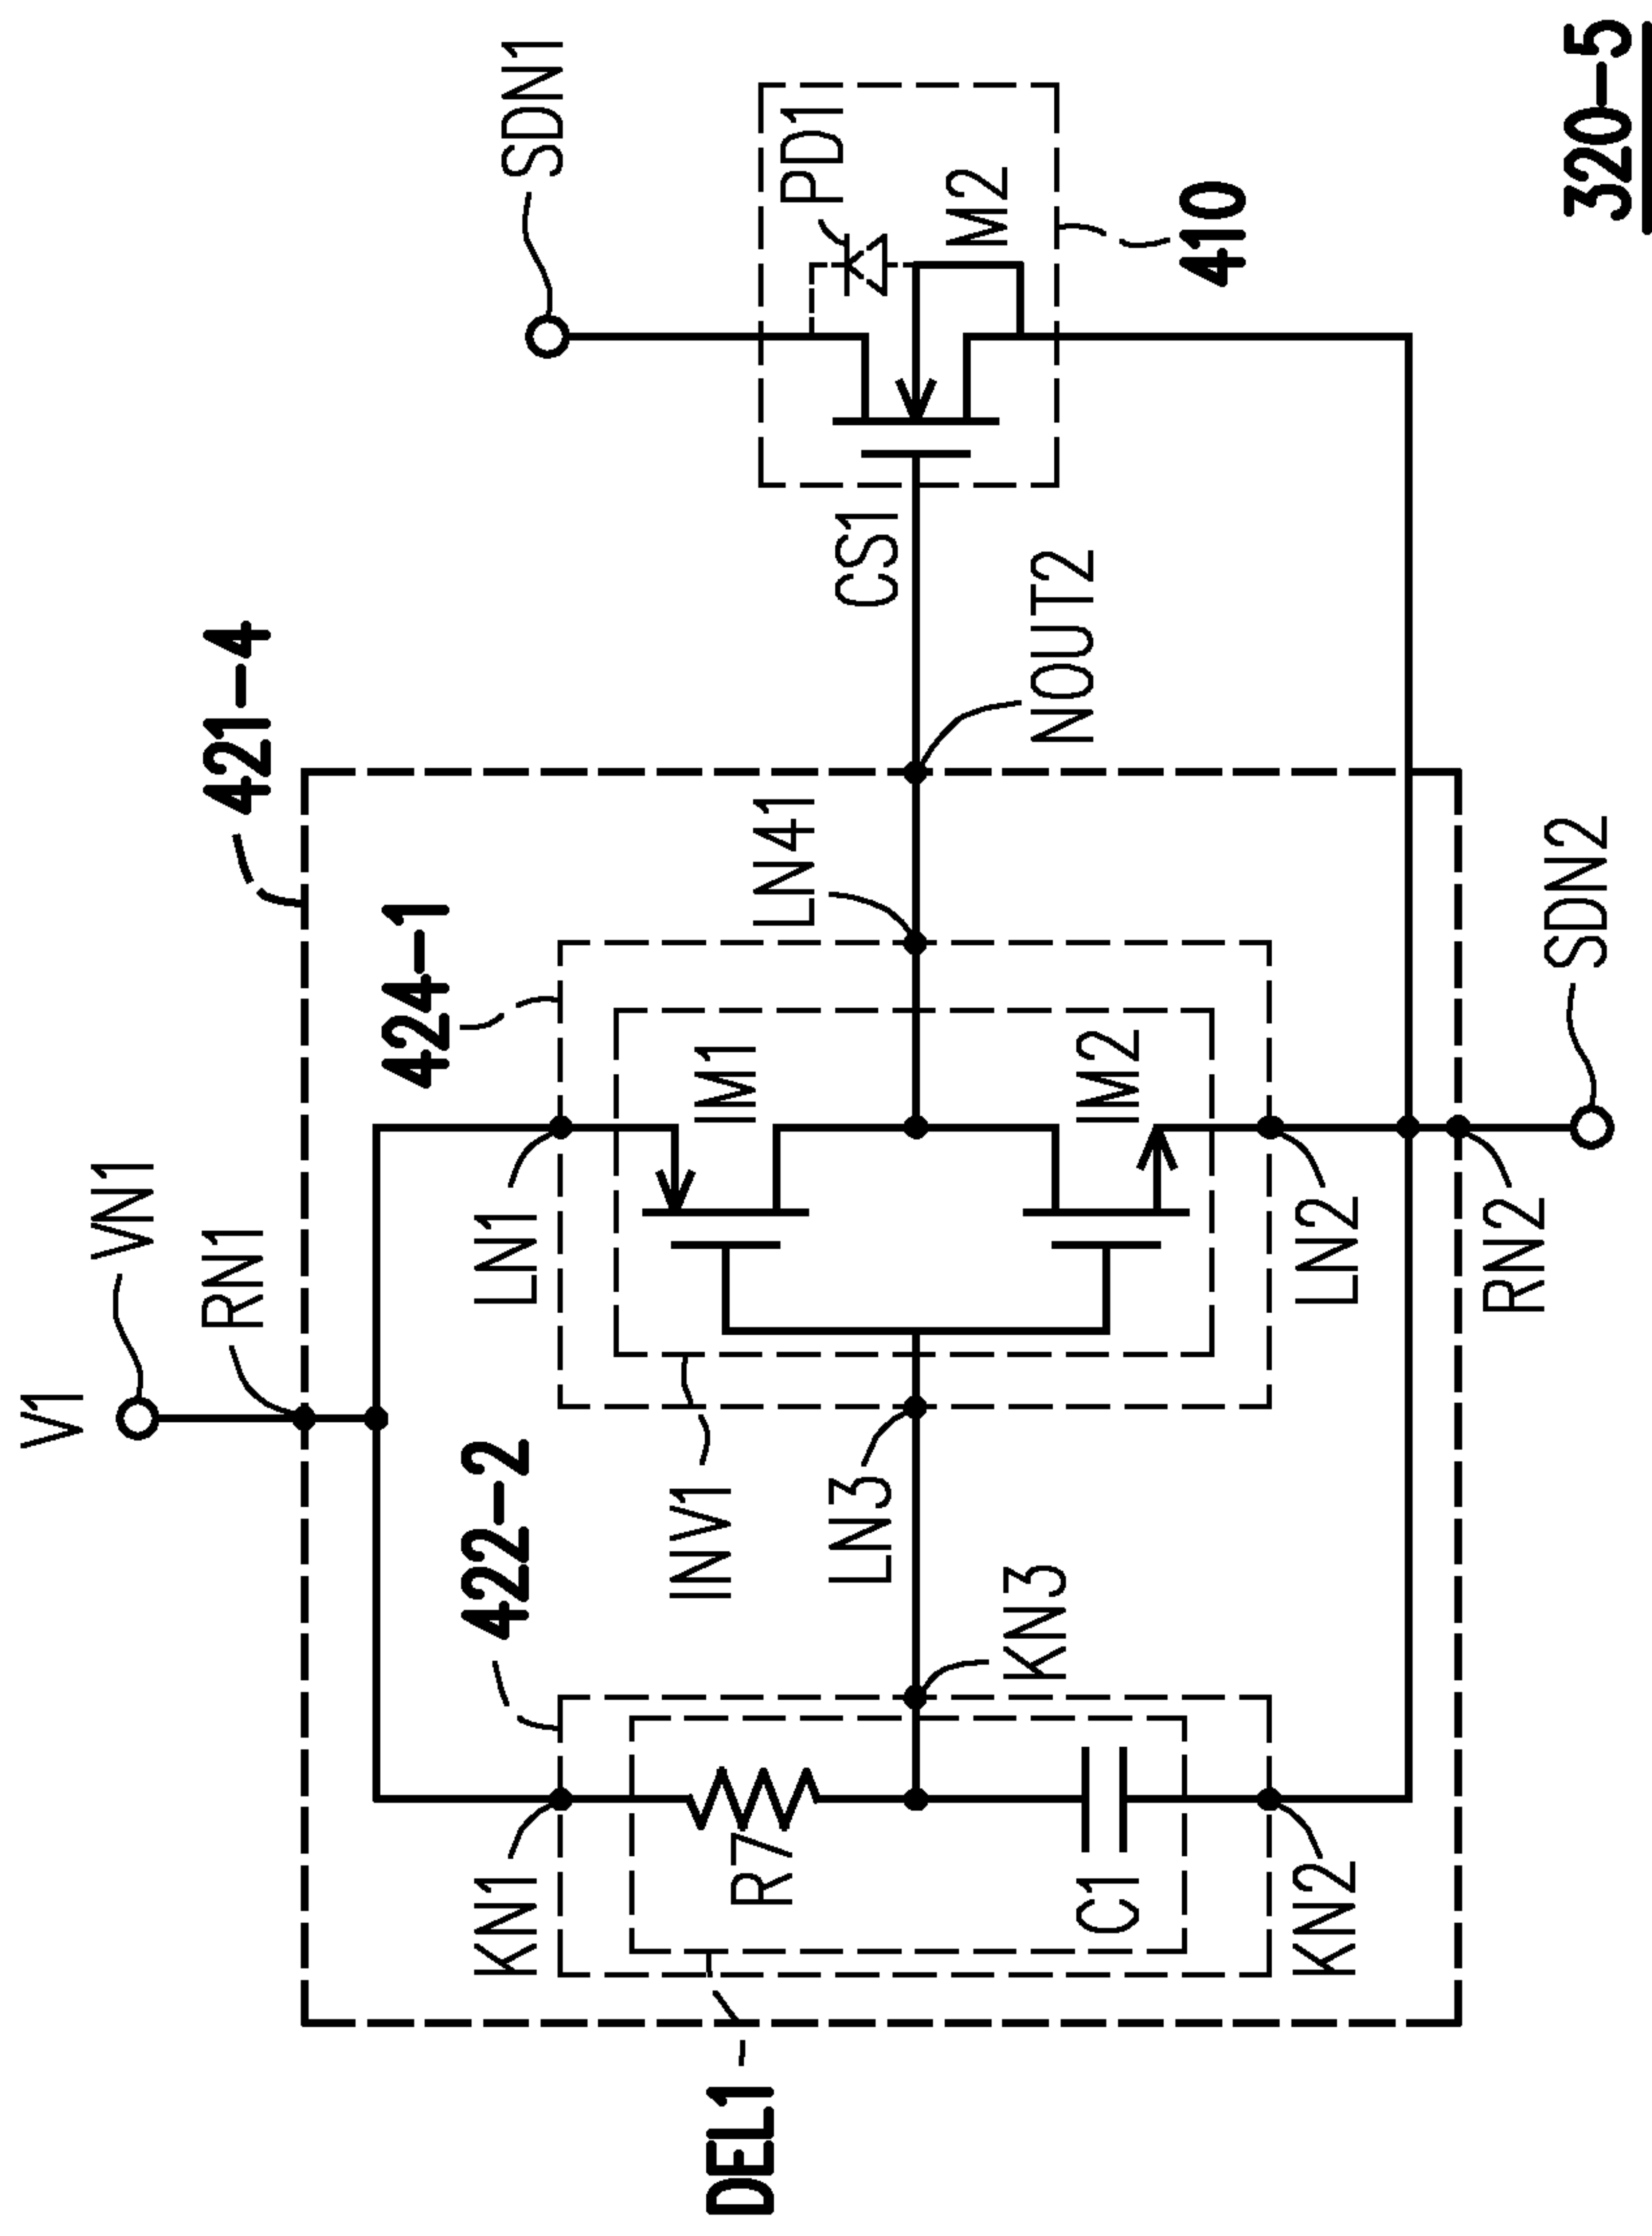 V1
VN1
RN1
421-4
SDN1
422-2
424-1
KN1
LN1
PD1
R7
INV1
IM1
LN41
CS1
M2
DEL1
LN3
KN3
NOUT2
410
C1
IM2
KN2
LN2
RN2
SDN2
320-5